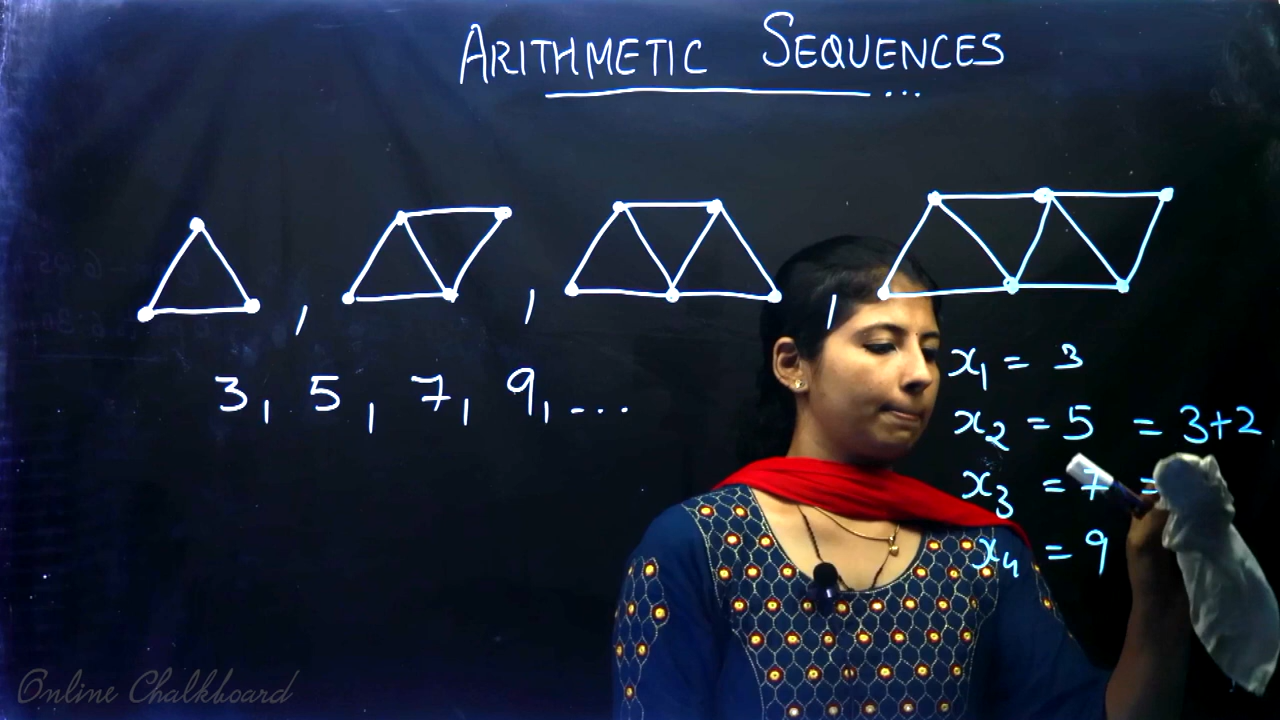 ARITHMETIC SEQUENCES ...
, , ,
3, 5, 7, 9, ...
x₁ = 3
x₂ = 5 = 3+2
x₃ = 7 =
x₄ = 9
Online Chalkboard